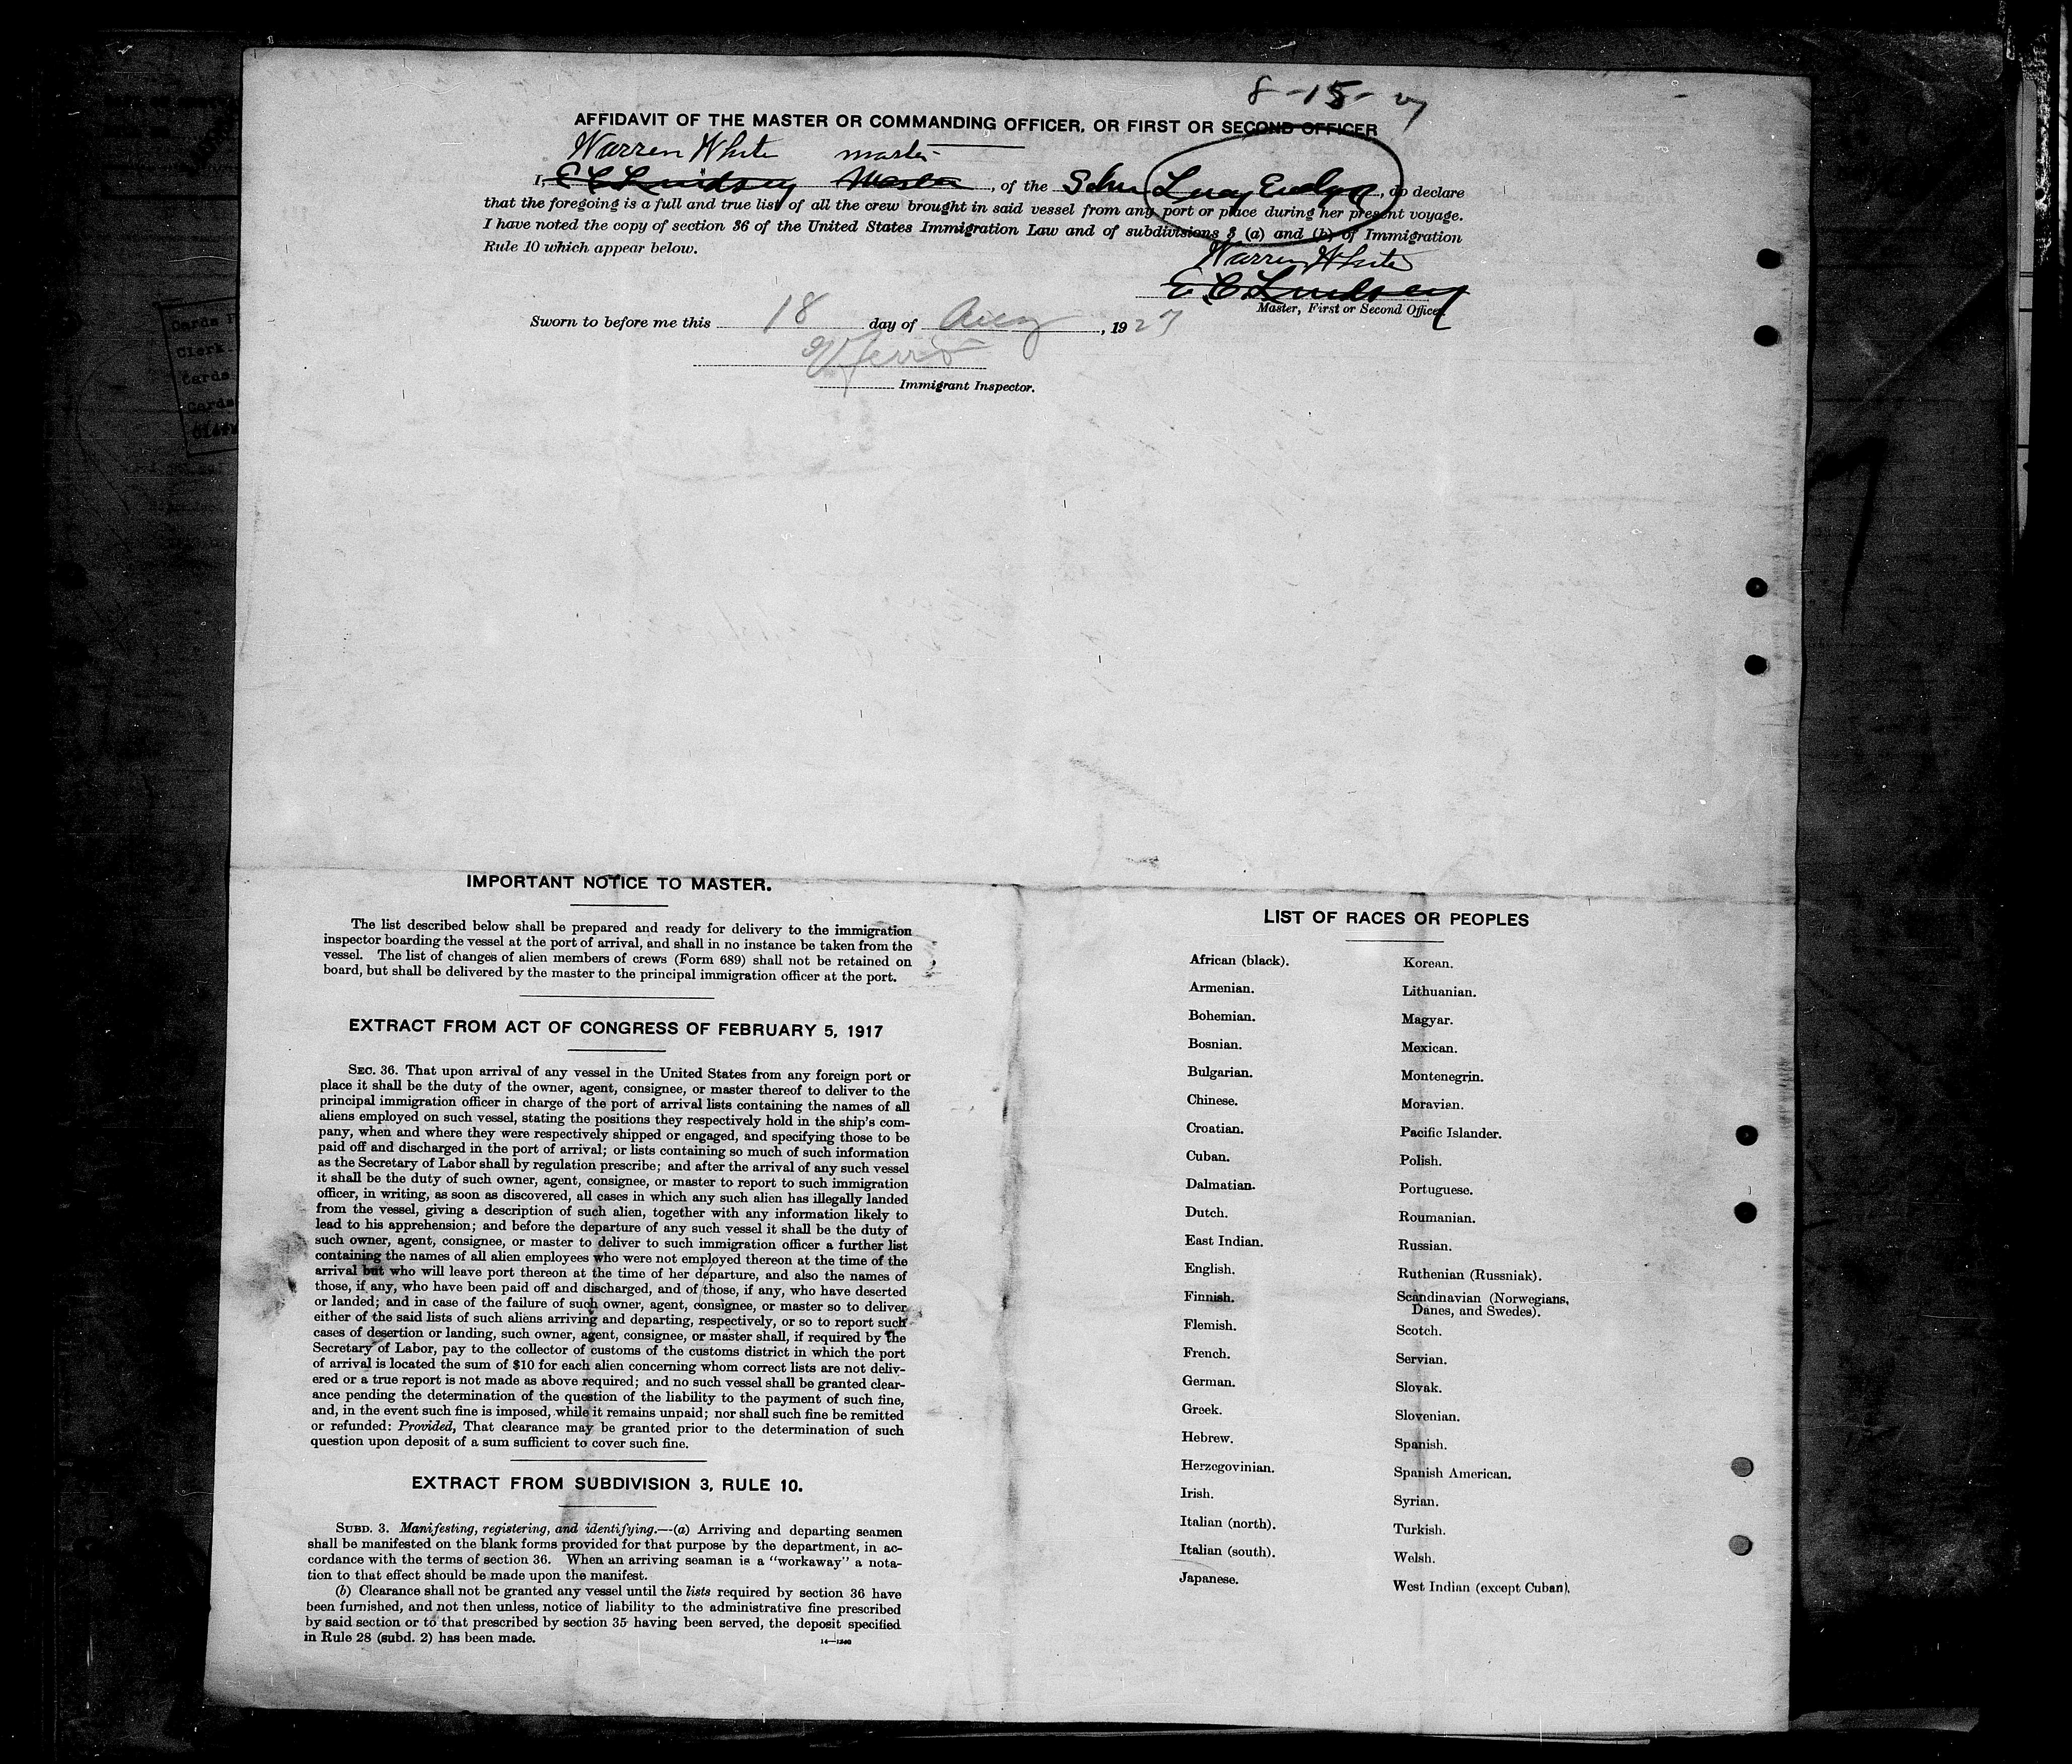 8-15-27
AFFIDAVIT OF THE MASTER OR COMMANDING OFFICER, OR FIRST OR SECOND OFFICER
Warren White master
I, E C Lindsey Master, of the Schr Lucy Evelyn, do declare
that the foregoing is a full and true list of all the crew brought in said vessel from any port or place during her present voyage.
I have noted the copy of section 36 of the United States Immigration Law and of subdivisions 3 (a) and (b) of Immigration
Rule 10 which appear below.
Warren White
E. C. Lindsey
Master, First or Second Officer.
Sworn to before me this 18 day of Aug, 1927
Immigrant Inspector.
Cards
Clerk.
Cards
Cards
IMPORTANT NOTICE TO MASTER.
The list described below shall be prepared and ready for delivery to the immigration
inspector boarding the vessel at the port of arrival, and shall in no instance be taken from the
vessel. The list of changes of alien members of crews (Form 689) shall not be retained on
board, but shall be delivered by the master to the principal immigration officer at the port.
EXTRACT FROM ACT OF CONGRESS OF FEBRUARY 5, 1917
SEC. 36. That upon arrival of any vessel in the United States from any foreign port or
place it shall be the duty of the owner, agent, consignee, or master thereof to deliver to the
principal immigration officer in charge of the port of arrival lists containing the names of all
aliens employed on such vessel, stating the positions they respectively hold in the ship's com-
pany, when and where they were respectively shipped or engaged, and specifying those to be
paid off and discharged in the port of arrival; or lists containing so much of such information
as the Secretary of Labor shall by regulation prescribe; and after the arrival of any such vessel
it shall be the duty of such owner, agent, consignee, or master to report to such immigration
officer, in writing, as soon as discovered, all cases in which any such alien has illegally landed
from the vessel, giving a description of such alien, together with any information likely to
lead to his apprehension; and before the departure of any such vessel it shall be the duty of
such owner, agent, consignee, or master to deliver to such immigration officer a further list
containing the names of all alien employees who were not employed thereon at the time of the
arrival but who will leave port thereon at the time of her departure, and also the names of
those, if any, who have been paid off and discharged, and of those, if any, who have deserted
or landed; and in case of the failure of such owner, agent, consignee, or master so to deliver
either of the said lists of such aliens arriving and departing, respectively, or so to report such
cases of desertion or landing, such owner, agent, consignee, or master shall, if required by the
Secretary of Labor, pay to the collector of customs of the customs district in which the port
of arrival is located the sum of $10 for each alien concerning whom correct lists are not deliv-
ered or a true report is not made as above required; and no such vessel shall be granted clear-
ance pending the determination of the question of the liability to the payment of such fine,
and, in the event such fine is imposed, while it remains unpaid; nor shall such fine be remitted
or refunded: Provided, That clearance may be granted prior to the determination of such
question upon deposit of a sum sufficient to cover such fine.
EXTRACT FROM SUBDIVISION 3, RULE 10.
SUBD. 3. Manifesting, registering, and identifying.—(a) Arriving and departing seamen
shall be manifested on the blank forms provided for that purpose by the department, in ac-
cordance with the terms of section 36. When an arriving seaman is a "workaway" a nota-
tion to that effect should be made upon the manifest.
(b) Clearance shall not be granted any vessel until the lists required by section 36 have
been furnished, and not then unless, notice of liability to the administrative fine prescribed
by said section or to that prescribed by section 35 having been served, the deposit specified
in Rule 28 (subd. 2) has been made.
LIST OF RACES OR PEOPLES
African (black).
Armenian.
Bohemian.
Bosnian.
Bulgarian.
Chinese.
Croatian.
Cuban.
Dalmatian.
Dutch.
East Indian.
English.
Finnish.
Flemish.
French.
German.
Greek.
Hebrew.
Herzegovinian.
Irish.
Italian (north).
Italian (south).
Japanese.
Korean.
Lithuanian.
Magyar.
Mexican.
Montenegrin.
Moravian.
Pacific Islander.
Polish.
Portuguese.
Roumanian.
Russian.
Ruthenian (Russniak).
Scandinavian (Norwegians,
Danes, and Swedes).
Scotch.
Servian.
Slovak.
Slovenian.
Spanish.
Spanish American.
Syrian.
Turkish.
Welsh.
West Indian (except Cuban).